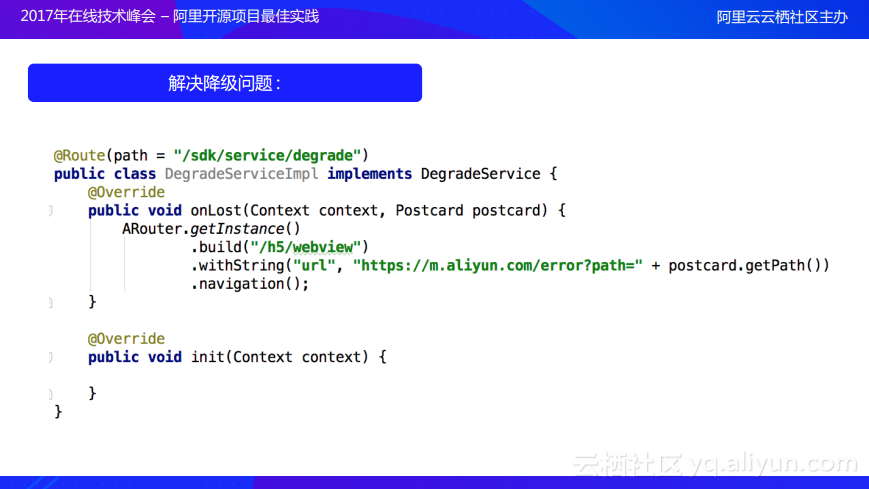 2017年在线技术峰会 – 阿里开源项目最佳实践
阿里云云栖社区主办
解决降级问题：
@Route(path = "/sdk/service/degrade")
public class DegradeServiceImpl implements DegradeService {
    @Override
    public void onLost(Context context, Postcard postcard) {
        ARouter.getInstance()
                .build("/h5/webview")
                .withString("url", "https://m.aliyun.com/error?path=" + postcard.getPath())
                .navigation();
    }
    @Override
    public void init(Context context) {
    }
}
云栖社区 yq.aliyun.com